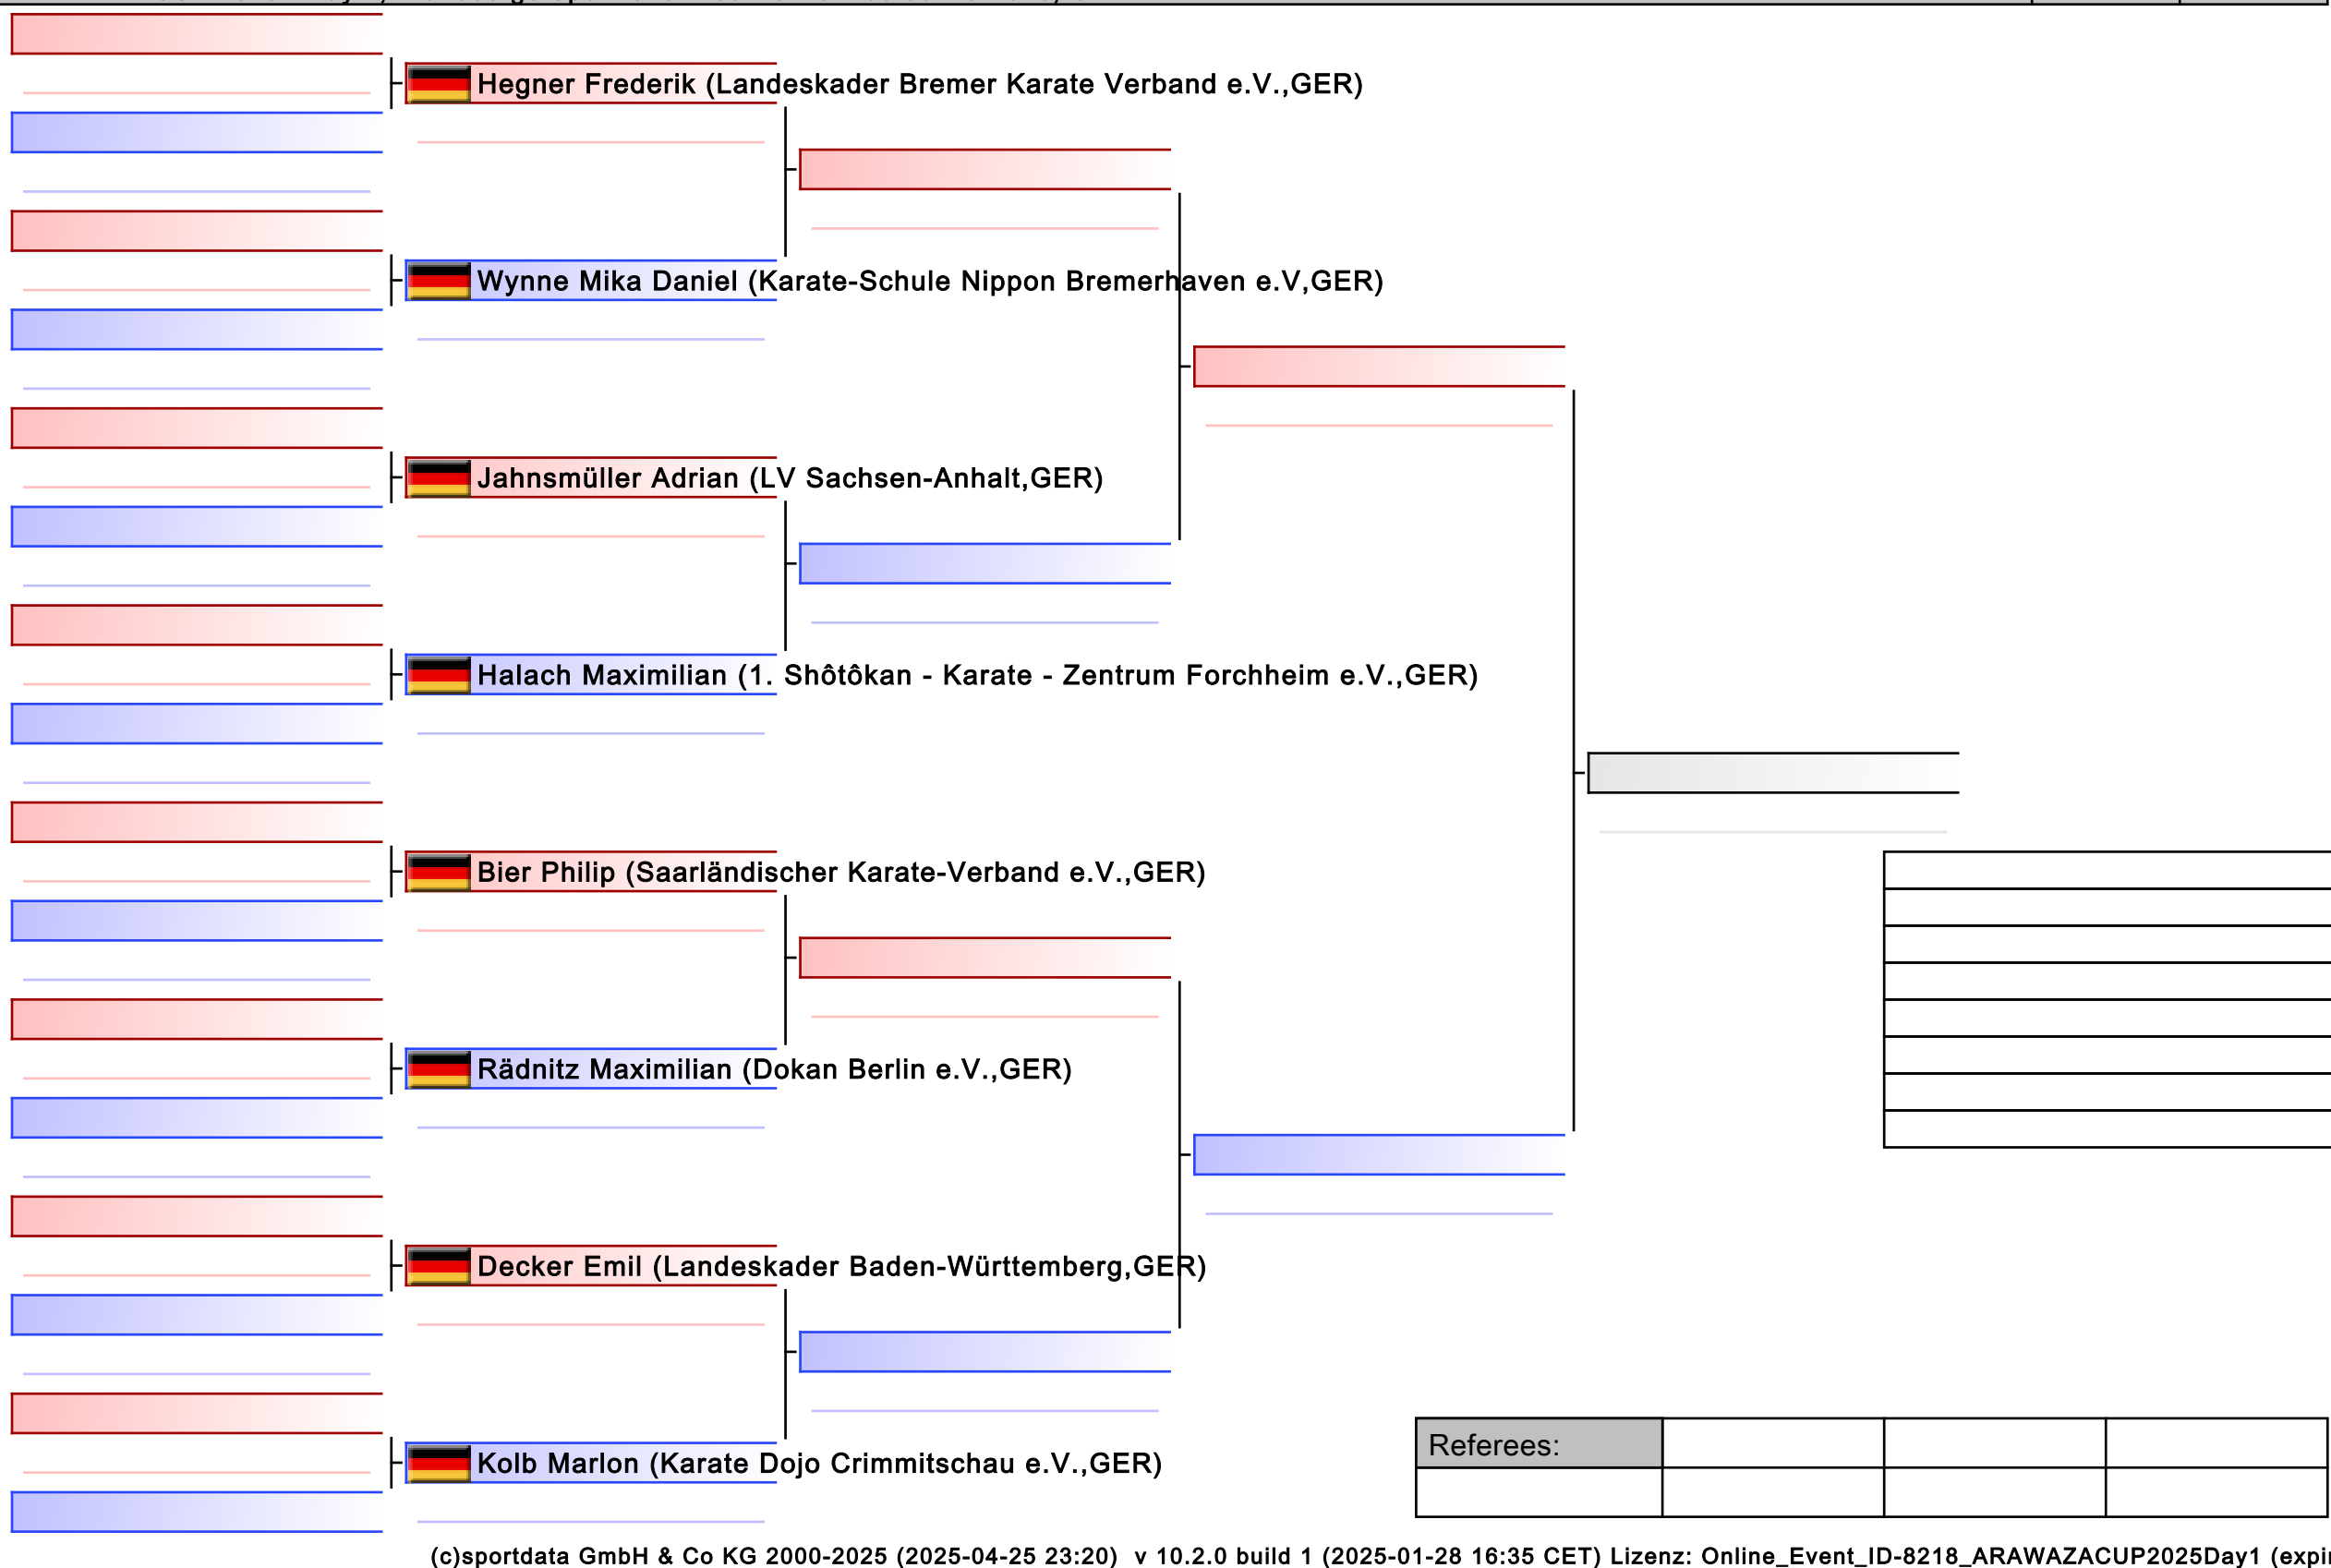 Hegner Frederik (Landeskader Bremer Karate Verband e.V.,GER)
Wynne Mika Daniel (Karate-Schule Nippon Bremerhaven e.V,GER)
Jahnsmüller Adrian (LV Sachsen-Anhalt,GER)
Halach Maximilian (1. Shôtôkan - Karate - Zentrum Forchheim e.V.,GER)
Bier Philip (Saarländischer Karate-Verband e.V.,GER)
Rädnitz Maximilian (Dokan Berlin e.V.,GER)
Decker Emil (Landeskader Baden-Württemberg,GER)
Kolb Marlon (Karate Dojo Crimmitschau e.V.,GER)
Referees:
(c)sportdata GmbH & Co KG 2000-2025 (2025-04-25 23:20) v 10.2.0 build 1 (2025-01-28 16:35 CET) Lizenz: Online_Event_ID-8218_ARAWAZACUP2025Day1 (expi